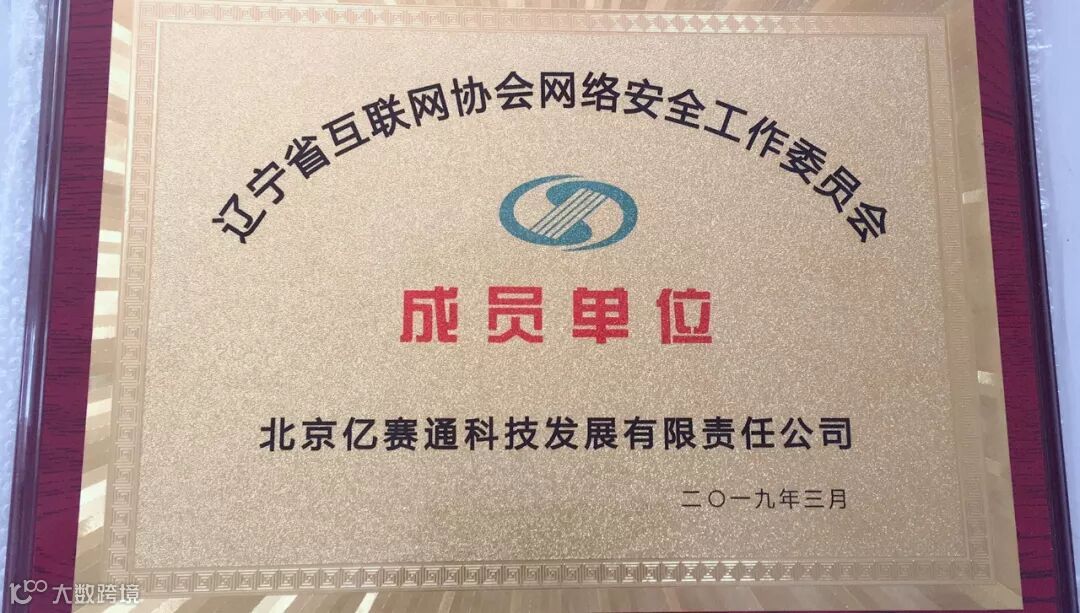 辽宁省互联网协会网络安全工作委员会
成员单位
北京亿赛通科技发展有限责任公司
二〇一九年三月
大数跨境